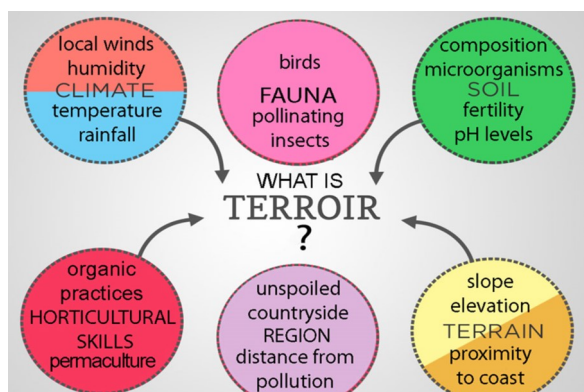 local winds
humidity
CLIMATE
temperature
rainfall
birds
FAUNA
pollinating
insects
composition
microorganisms
SOIL
fertility
pH levels
WHAT IS
TERROIR
?
organic
practices
HORTICULTURAL
SKILLS
permaculture
unspoiled
countryside
REGION
distance from
pollution
slope
elevation
TERRAIN
proximity
to coast